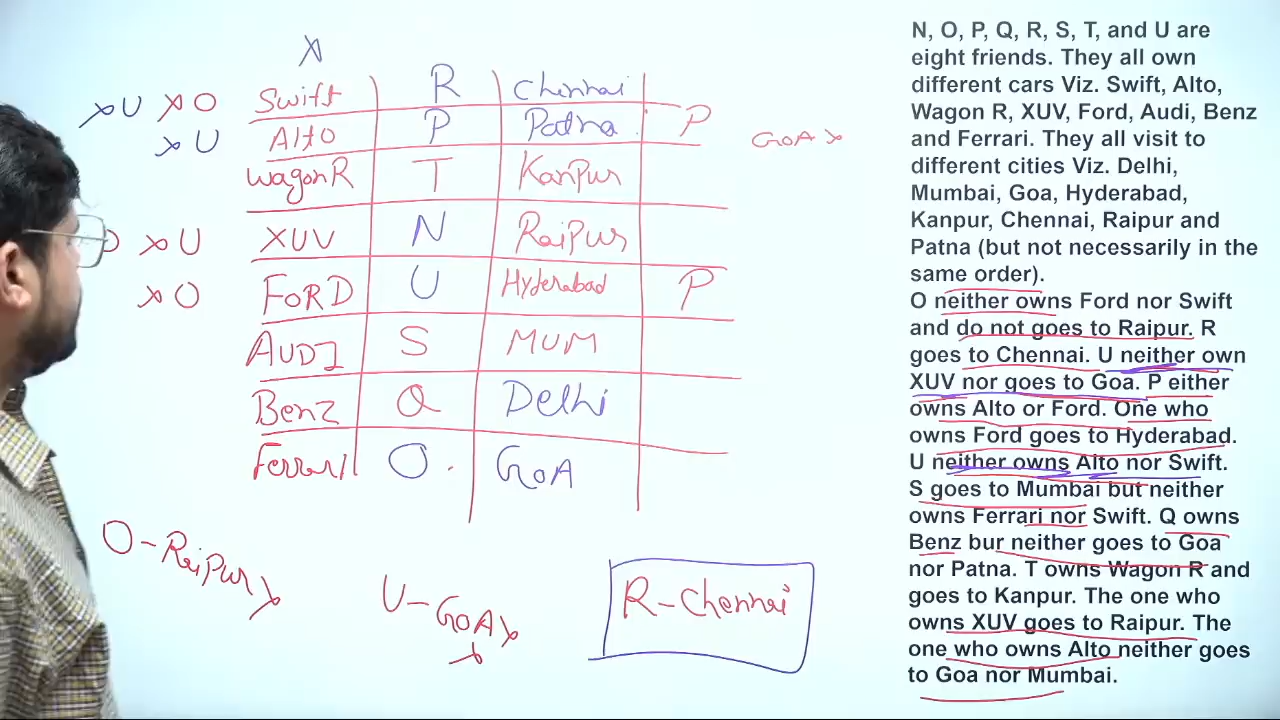 X
xU xO Swift R Chennai
xU Alto P Patna P GOA x
WagonR T Kanpur
xU XUV N Raipur
xO FORD U Hyderabad P
AUDI S MUM
Benz Q Delhi
Ferrari O. GOA
O-Raipur x
U-GOA x
x
R-Chennai
N, O, P, Q, R, S, T, and U are
eight friends. They all own
different cars Viz. Swift, Alto,
Wagon R, XUV, Ford, Audi, Benz
and Ferrari. They all visit to
different cities Viz. Delhi,
Mumbai, Goa, Hyderabad,
Kanpur, Chennai, Raipur and
Patna (but not necessarily in the
same order).
O neither owns Ford nor Swift
and do not goes to Raipur. R
goes to Chennai. U neither own
XUV nor goes to Goa. P either
owns Alto or Ford. One who
owns Ford goes to Hyderabad.
U neither owns Alto nor Swift.
S goes to Mumbai but neither
owns Ferrari nor Swift. Q owns
Benz bur neither goes to Goa
nor Patna. T owns Wagon R and
goes to Kanpur. The one who
owns XUV goes to Raipur. The
one who owns Alto neither goes
to Goa nor Mumbai.